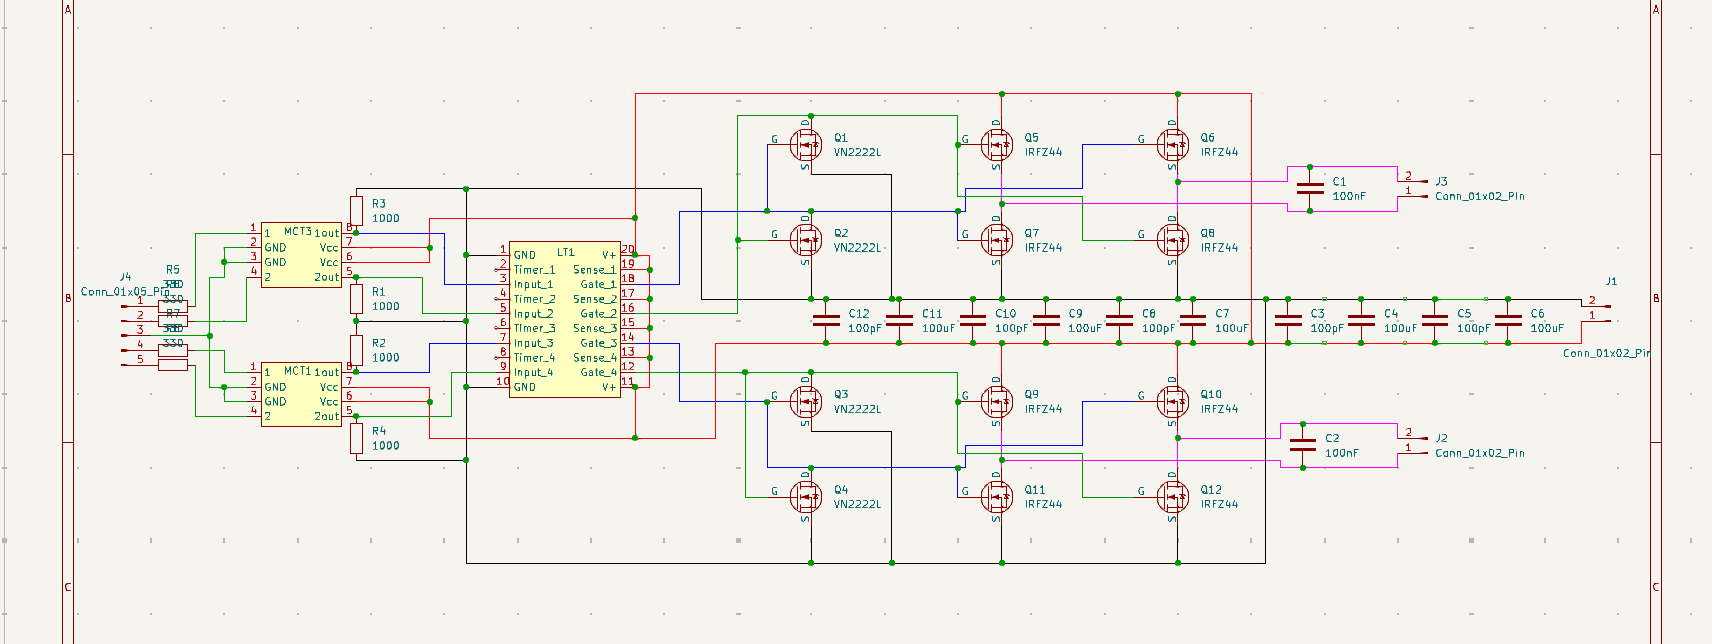 A
A
Q1
VN2222L
D
G
S
Q5
IRFZ44
D
G
S
Q6
IRFZ44
D
G
S
C1
100nF
2
1
J3
Conn_01x02_Pin
R3
1000
Q2
VN2222L
D
G
S
Q7
IRFZ44
D
G
S
Q8
IRFZ44
D
G
S
MCT3
1 1 1out 8
2 GND Vcc 7
3 GND Vcc 6
4 2 2out 5
LT1
1 GND V+ 20
2 Timer_1 Sense_1 19
3 Input_1 Gate_1 18
4 Timer_2 Sense_2 17
5 Input_2 Gate_2 16
6 Timer_3 Sense_3 15
7 Input_3 Gate_3 14
8 Timer_4 Sense_4 13
9 Input_4 Gate_4 12
10 GND V+ 11
J4
Conn_01x05_Pin
1
2
3
4
5
R5
330
R7
330
R1
1000
R2
1000
B
B
C12
100pF
C11
100uF
C10
100pF
C9
100uF
C8
100pF
C7
100uF
C3
100pF
C4
100uF
C5
100pF
C6
100uF
J1
2
1
Conn_01x02_Pin
MCT1
1 1 1out 8
2 GND Vcc 7
3 GND Vcc 6
4 2 2out 5
R4
1000
Q3
VN2222L
D
G
S
Q9
IRFZ44
D
G
S
Q10
IRFZ44
D
G
S
C2
100nF
2
1
J2
Conn_01x02_Pin
Q4
VN2222L
D
G
S
Q11
IRFZ44
D
G
S
Q12
IRFZ44
D
G
S
C
C